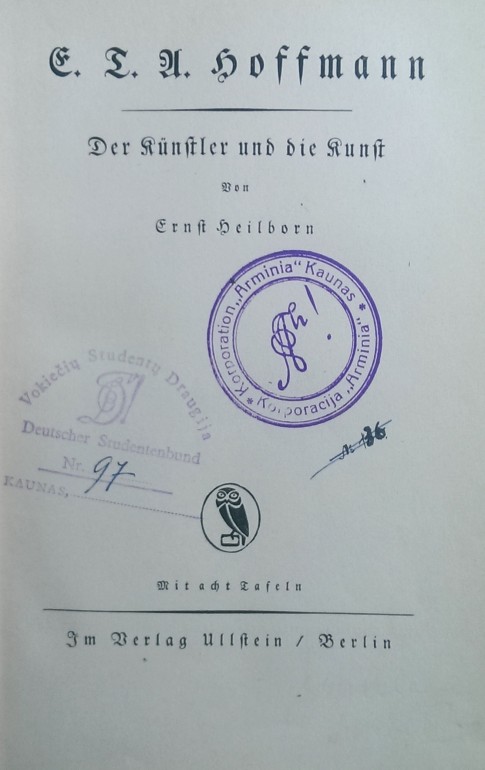 E. T. A. Hoffmann
Der Künstler und die Kunst
Von
Ernst Heilborn
Korporation „Arminia“ Kaunas * Korporacija „Arminia“ *
Vokiečių Studentų Draugija
Deutscher Studentenbund
Nr. 97
KAUNAS,
Mit acht Tafeln
Im Verlag Ullstein / Berlin